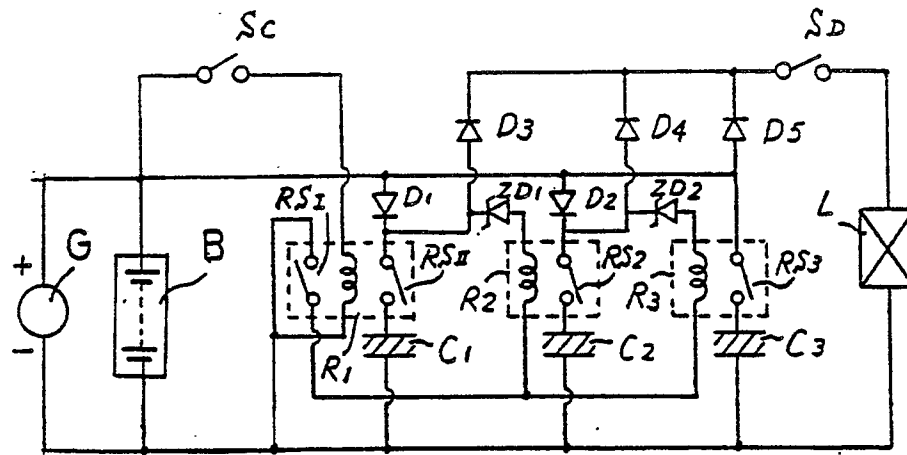 SC
SD
D3
D4
D5
RSI
D1
ZD1
D2
ZD2
L
G
B
+
-
RSII
R2
RS2
R3
RS3
R1
C1
C2
C3